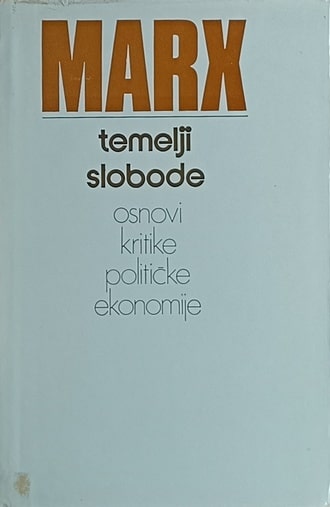 MARX
temelji
slobode
osnovi
kritike
političke
ekonomije